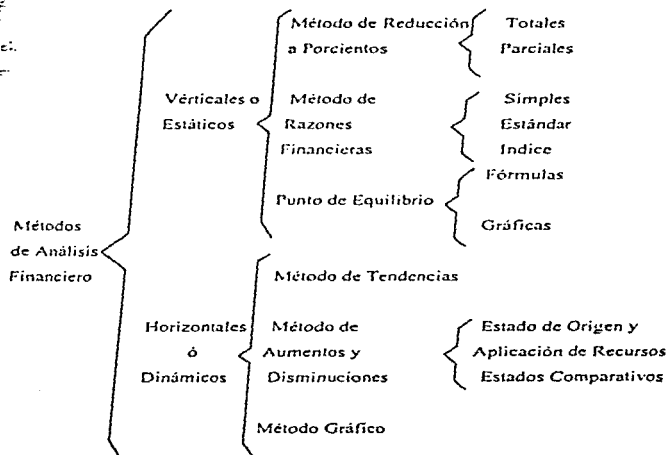 Método de Reducción
a Porcientos
Totales
Parciales
Vérticales o
Estáticos
Método de
Razones
Financieras
Simples
Estándar
Indice
Punto de Equilibrio
Fórmulas
Gráficas
Métodos
de Análisis
Financiero
Método de Tendencias
Horizontales
ó
Dinámicos
Método de
Aumentos y
Disminuciones
Estado de Origen y
Aplicación de Recursos
Estados Comparativos
Método Gráfico